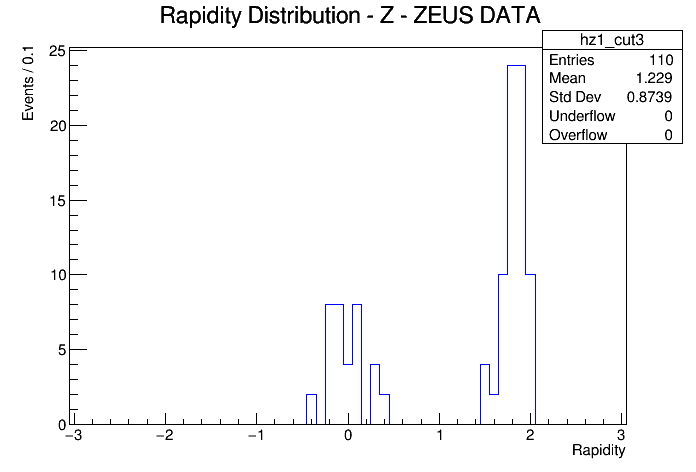 Rapidity Distribution - Z - ZEUS DATA
hz1_cut3
Entries 110
Mean 1.229
Std Dev 0.8739
Underflow 0
Overflow 0
Events / 0.1
25
20
15
10
5
0
−3 −2 −1 0 1 2 3
Rapidity